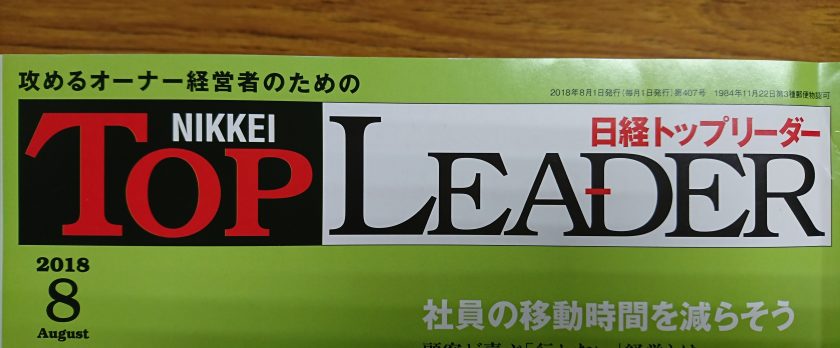 攻めるオーナー経営者のための
2018年8月1日発行(毎月1日発行)第407号 1984年11月22日第3種郵便物認可
NIKKEI
日経トップリーダー
TOP LEADER
2018
8
August
社員の移動時間を減らそう